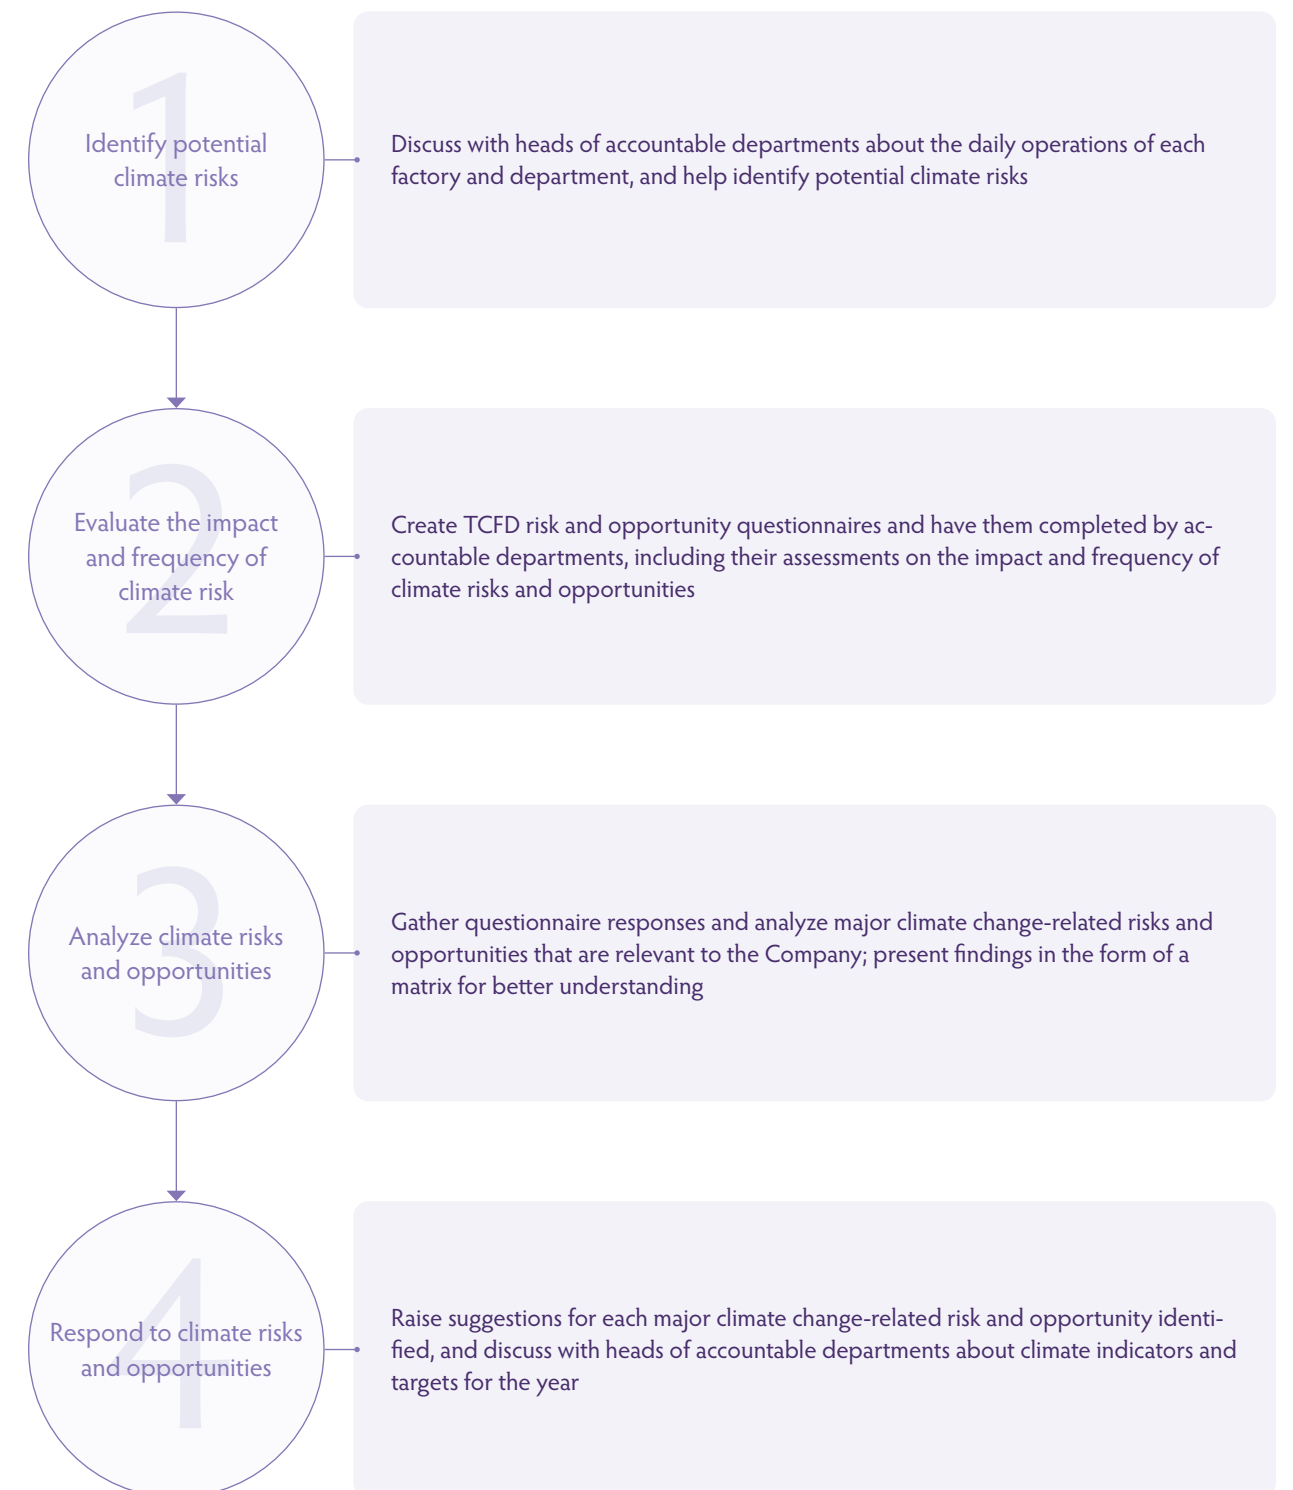 1
Identify potential
climate risks
Discuss with heads of accountable departments about the daily operations of each
factory and department, and help identify potential climate risks
2
Evaluate the impact
and frequency of
climate risk
Create TCFD risk and opportunity questionnaires and have them completed by ac-
countable departments, including their assessments on the impact and frequency of
climate risks and opportunities
3
Analyze climate risks
and opportunities
Gather questionnaire responses and analyze major climate change-related risks and
opportunities that are relevant to the Company; present findings in the form of a
matrix for better understanding
4
Respond to climate risks
and opportunities
Raise suggestions for each major climate change-related risk and opportunity identi-
fied, and discuss with heads of accountable departments about climate indicators and
targets for the year